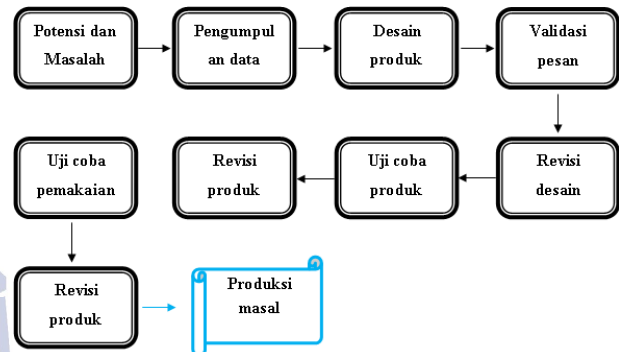 Potensi dan
Masalah
Pengumpul
an data
Desain
produk
Validasi
pesan
Uji coba
pemakaian
Revisi
produk
Uji coba
produk
Revisi
desain
Revisi
produk
Produksi
masal